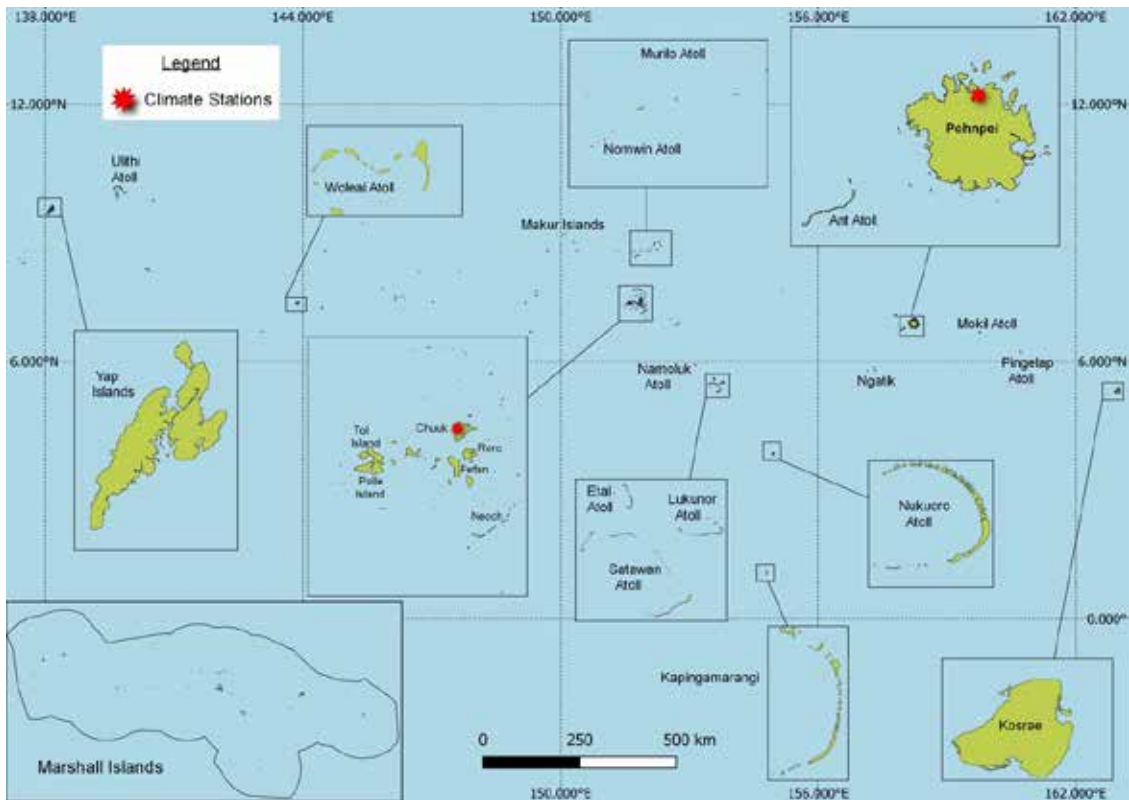 138.000°E
144.000°E
150.000°E
156.000°E
162.000°E
Legend
Climate Stations
12.000°N
12.000°N
Murilo Atoll
Nomwin Atoll
Pohnpei
Ant Atoll
Ulithi
Atoll
Woleai Atoll
Makur Islands
Mokil Atoll
6.000°N
6.000°N
Namoluk
Atoll
Ngatik
Pingelap
Atoll
Yap
Islands
Chuuk
Tol
Island
Polle
Island
Fefan
Neoch
Etal
Atoll
Lukunor
Atoll
Satawan
Atoll
Nukuoro
Atoll
0.000°
Kapingamarangi
Kosrae
Marshall Islands
0
250
500 km
150.000°E
156.000°E
162.000°E